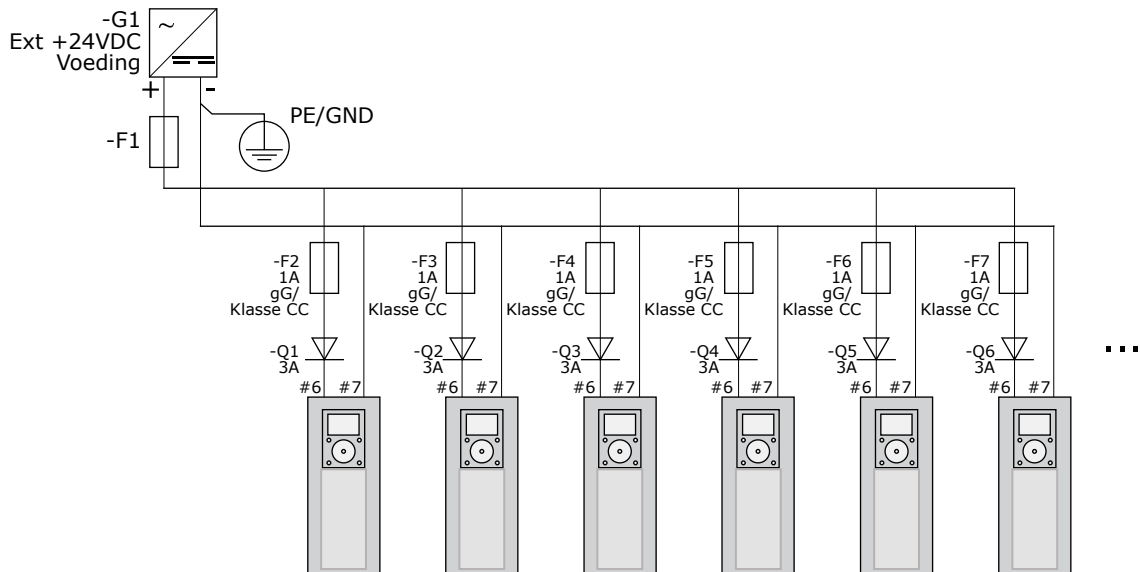 -G1
Ext +24VDC
Voeding
~
+ -
PE/GND
-F1
-F2
1A
gG/
Klasse CC
-F3
1A
gG/
Klasse CC
-F4
1A
gG/
Klasse CC
-F5
1A
gG/
Klasse CC
-F6
1A
gG/
Klasse CC
-F7
1A
gG/
Klasse CC
-Q1
3A
-Q2
3A
-Q3
3A
-Q4
3A
-Q5
3A
-Q6
3A
...
#6 #7
#6 #7
#6 #7
#6 #7
#6 #7
#6 #7